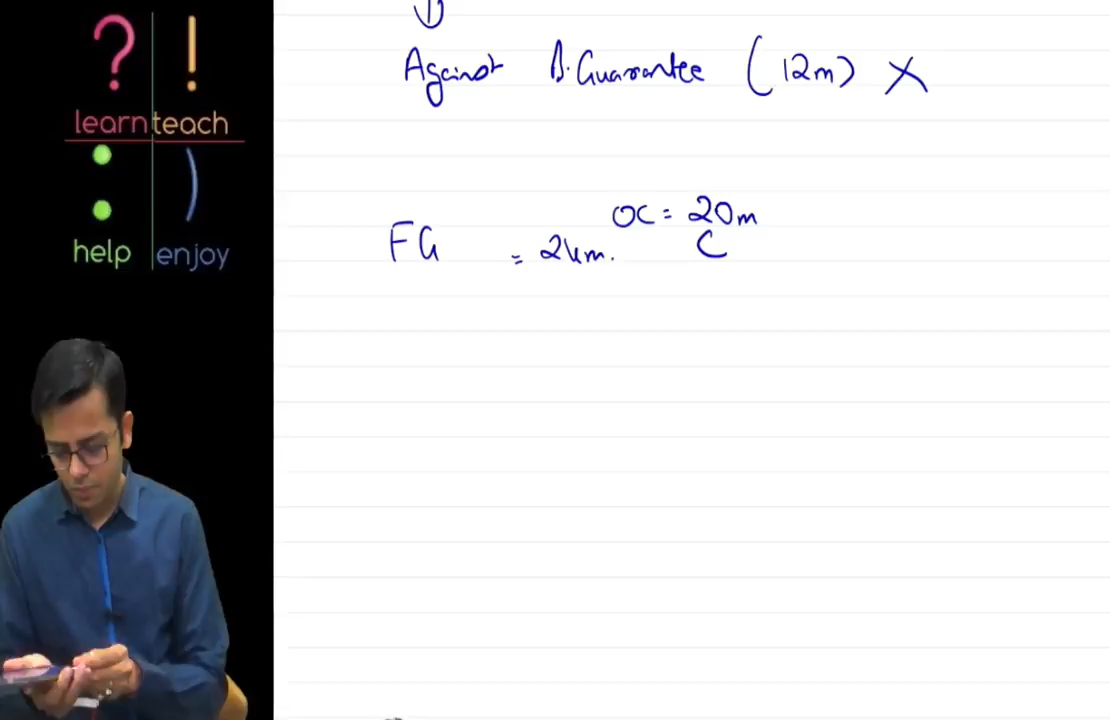 ? !
learn teach
: )
help enjoy
①
Against B.Guarantee (12m) X
OC = 20m
FG = 24m. C